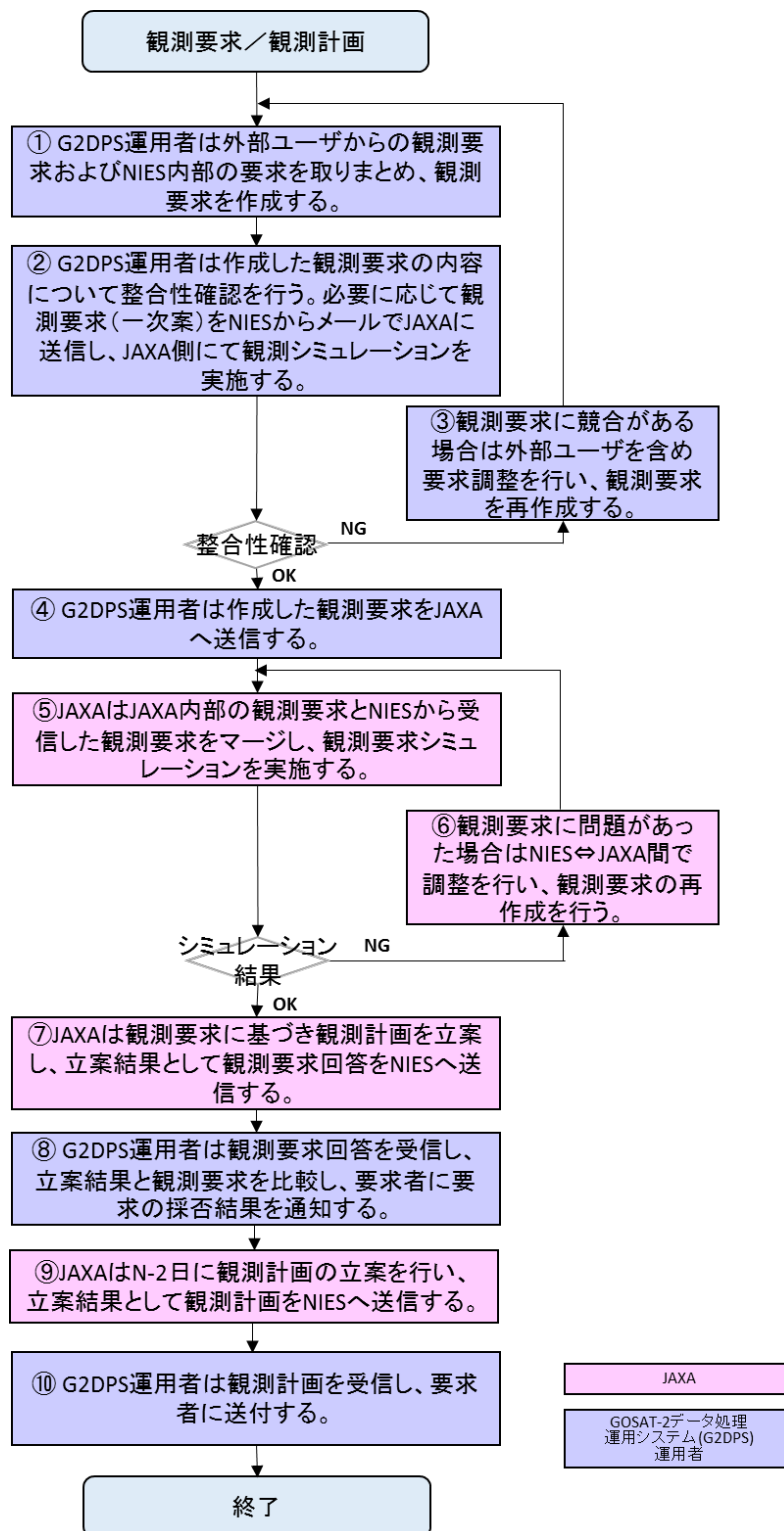 観測要求／観測計画
① G2DPS運用者は外部ユーザからの観測要
求およびNIES内部の要求を取りまとめ、観測
要求を作成する。
② G2DPS運用者は作成した観測要求の内容
について整合性確認を行う。必要に応じて観
測要求（一次案）をNIESからメールでJAXAに
送信し、JAXA側にて観測シミュレーションを
実施する。
③観測要求に競合がある
場合は外部ユーザを含め
要求調整を行い、観測要求
を再作成する。
整合性確認
NG
OK
④ G2DPS運用者は作成した観測要求をJAXA
へ送信する。
⑤JAXAはJAXA内部の観測要求とNIESから受
信した観測要求をマージし、観測要求シミュ
レーションを実施する。
⑥観測要求に問題があっ
た場合はNIES⇔JAXA間で
調整を行い、観測要求の再
作成を行う。
シミュレーション
結果
NG
OK
⑦JAXAは観測要求に基づき観測計画を立案
し、立案結果として観測要求回答をNIESへ送
信する。
⑧ G2DPS運用者は観測要求回答を受信し、
立案結果と観測要求を比較し、要求者に要
求の採否結果を通知する。
⑨JAXAはN-2日に観測計画の立案を行い、
立案結果として観測計画をNIESへ送信する。
⑩ G2DPS運用者は観測計画を受信し、要求
者に送付する。
終了
JAXA
GOSAT-2データ処理
運用システム(G2DPS)
運用者